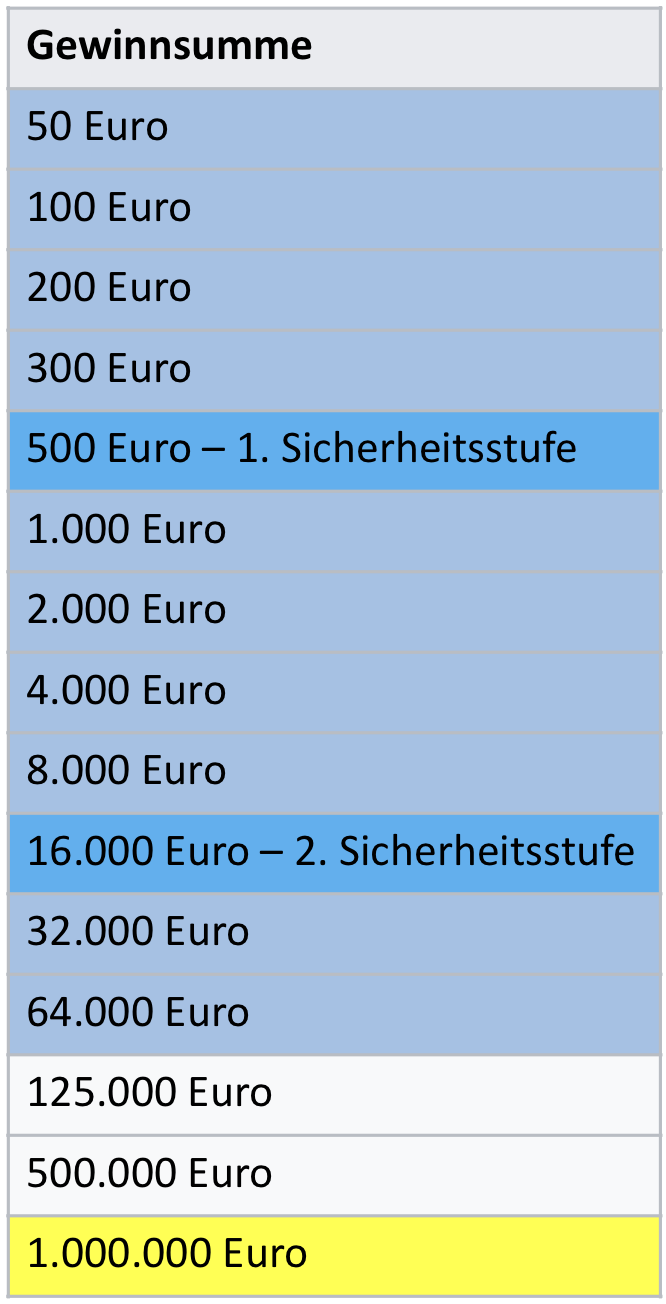 Gewinnsumme
50 Euro
100 Euro
200 Euro
300 Euro
500 Euro – 1. Sicherheitsstufe
1.000 Euro
2.000 Euro
4.000 Euro
8.000 Euro
16.000 Euro – 2. Sicherheitsstufe
32.000 Euro
64.000 Euro
125.000 Euro
500.000 Euro
1.000.000 Euro